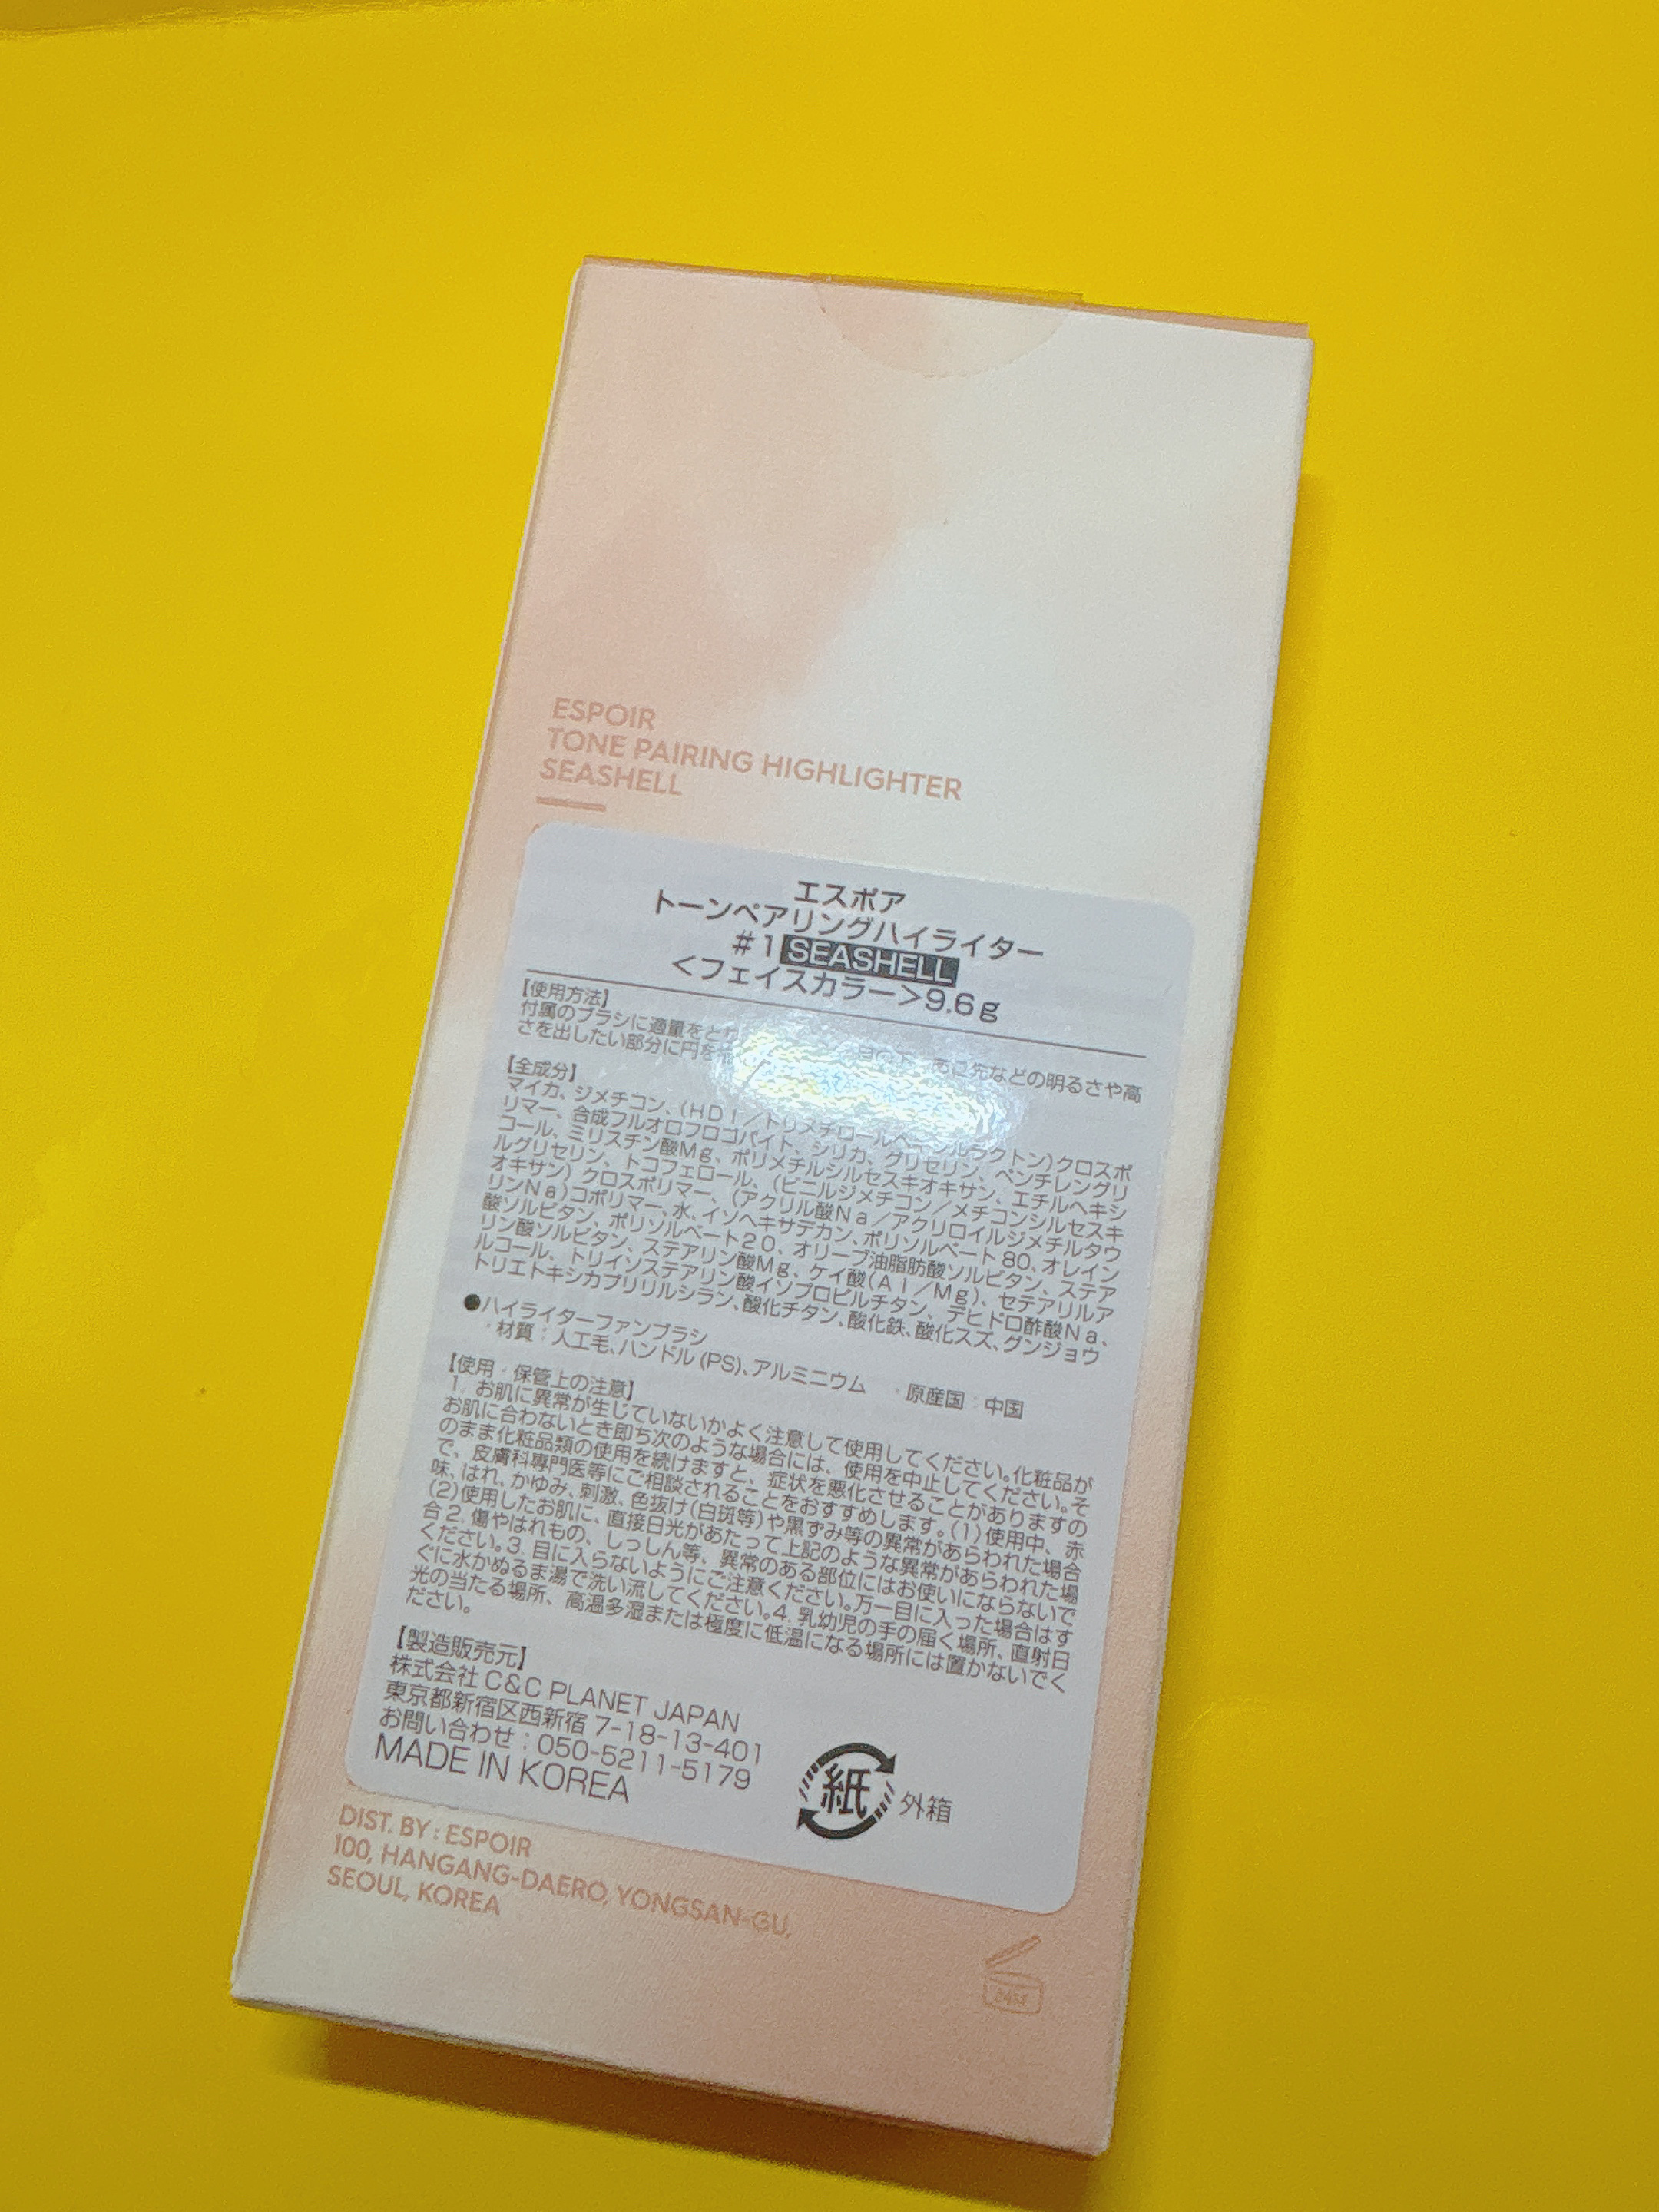 ESPOIR
TONE PAIRING HIGHLIGHTER
SEASHELL
エスポア
トーンペアリングハイライター
#1 SEASHELL
<フェイスカラー>9.6g
【使用方法】
付属のブラシに適量をとり 目の下、あご先などの明るさや高
さを出したい部分に円を
【全成分】
マイカ、ジメチコン、(HDI/トリメチロールヘキシルラクトン)クロスポ
リマー、合成フルオロフロゴパイト、シリカ、グリセリン、ペンチレングリ
コール、ミリスチン酸Mg、ポリメチルシルセスキオキサン、エチルヘキシ
ルグリセリン、トコフェロール、(ビニルジメチコン/メチコンシルセスキ
オキサン)クロスポリマー、(アクリル酸Na/アクリロイルジメチルタウ
リンNa)コポリマー、水、イソヘキサデカン、ポリソルベート80、オレイン
酸ソルビタン、ポリソルベート20、オリーブ油脂肪酸ソルビタン、ステア
リン酸ソルビタン、ステアリン酸Mg、ケイ酸(Al/Mg)、セテアリルア
ルコール、トリイソステアリン酸イソプロピルチタン、デヒドロ酢酸Na、
トリエトキシカプリリルシラン、酸化チタン、酸化鉄、酸化スズ、グンジョウ
●ハイライターファンブラシ
・材質:人工毛、ハンドル(PS)、アルミニウム ・原産国:中国
【使用・保管上の注意】
1. お肌に異常が生じていないかよく注意して使用してください。化粧品が
お肌に合わないとき即ち次のような場合には、使用を中止してください。そ
のまま化粧品類の使用を続けますと、症状を悪化させることがありますの
で、皮膚科専門医等にご相談されることをおすすめします。(1)使用中、赤
味、はれ、かゆみ、刺激、色抜け(白斑等)や黒ずみ等の異常があらわれた場合
(2)使用したお肌に、直接日光があたって上記のような異常があらわれた場
合 2. 傷やはれもの、しっしん等、異常のある部位にはお使いにならないで
ください。3. 目に入らないようにご注意ください。万一目に入った場合はす
ぐに水かぬるま湯で洗い流してください。4. 乳幼児の手の届く場所、直射日
光の当たる場所、高温多湿または極度に低温になる場所には置かないでく
ださい。
【製造販売元】
株式会社 C&C PLANET JAPAN
東京都新宿区西新宿 7-18-13-401
お問い合わせ:050-5211-5179
MADE IN KOREA
紙 外箱
DIST. BY : ESPOIR
100, HANGANG-DAERO, YONGSAN-GU,
SEOUL, KOREA
24M